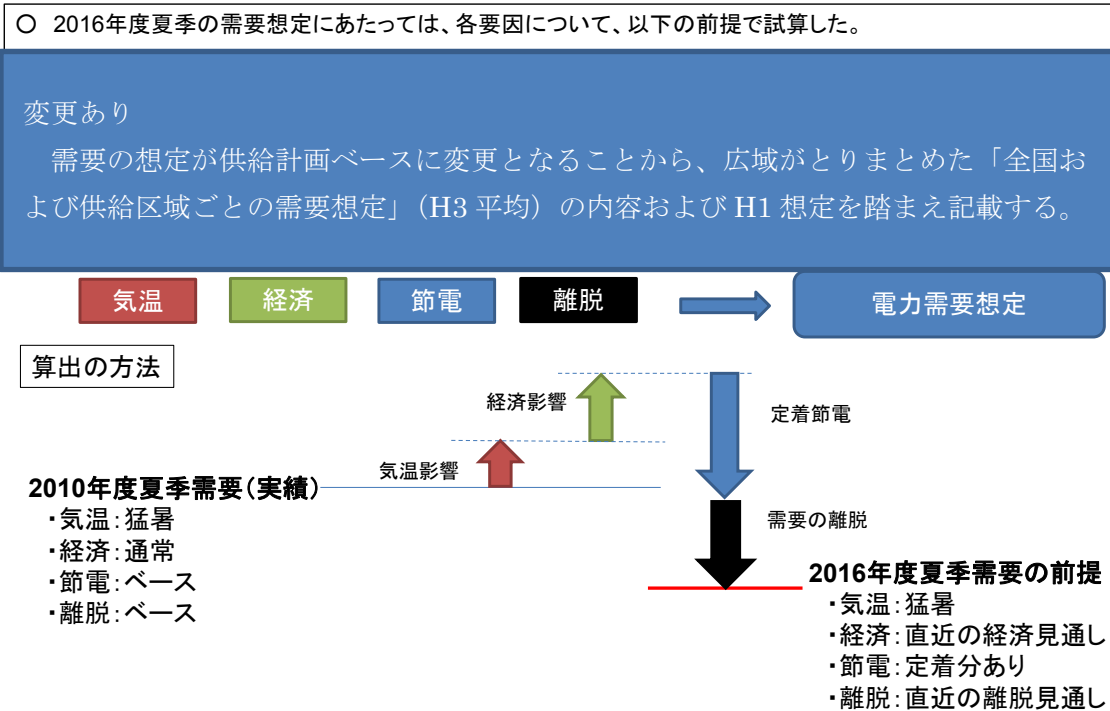 ○ 2016年度夏季の需要想定にあたっては、各要因について、以下の前提で試算した。
変更あり
需要の想定が供給計画ベースに変更となることから、広域がとりまとめた「全国お
よび供給区域ごとの需要想定」（H3 平均）の内容および H1 想定を踏まえ記載する。
気温
経済
節電
離脱
電力需要想定
算出の方法
経済影響
定着節電
気温影響
2010年度夏季需要（実績）
・気温：猛暑
・経済：通常
・節電：ベース
・離脱：ベース
需要の離脱
2016年度夏季需要の前提
・気温：猛暑
・経済：直近の経済見通し
・節電：定着分あり
・離脱：直近の離脱見通し